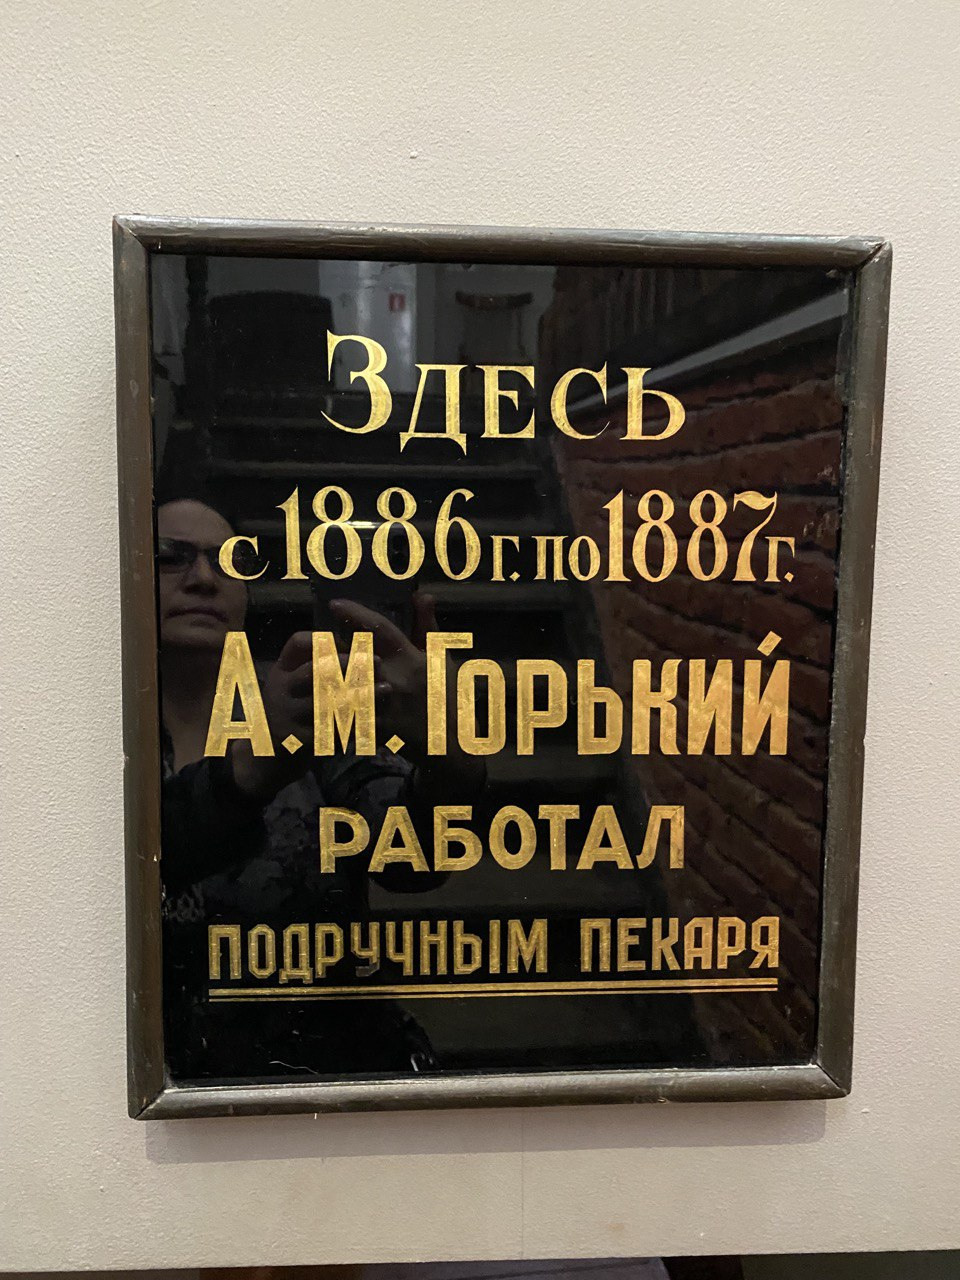 Здесь
с 1886 г. по 1887 г.
А.М. Горький
РАБОТАЛ
ПОДРУЧНЫМ ПЕКАРЯ